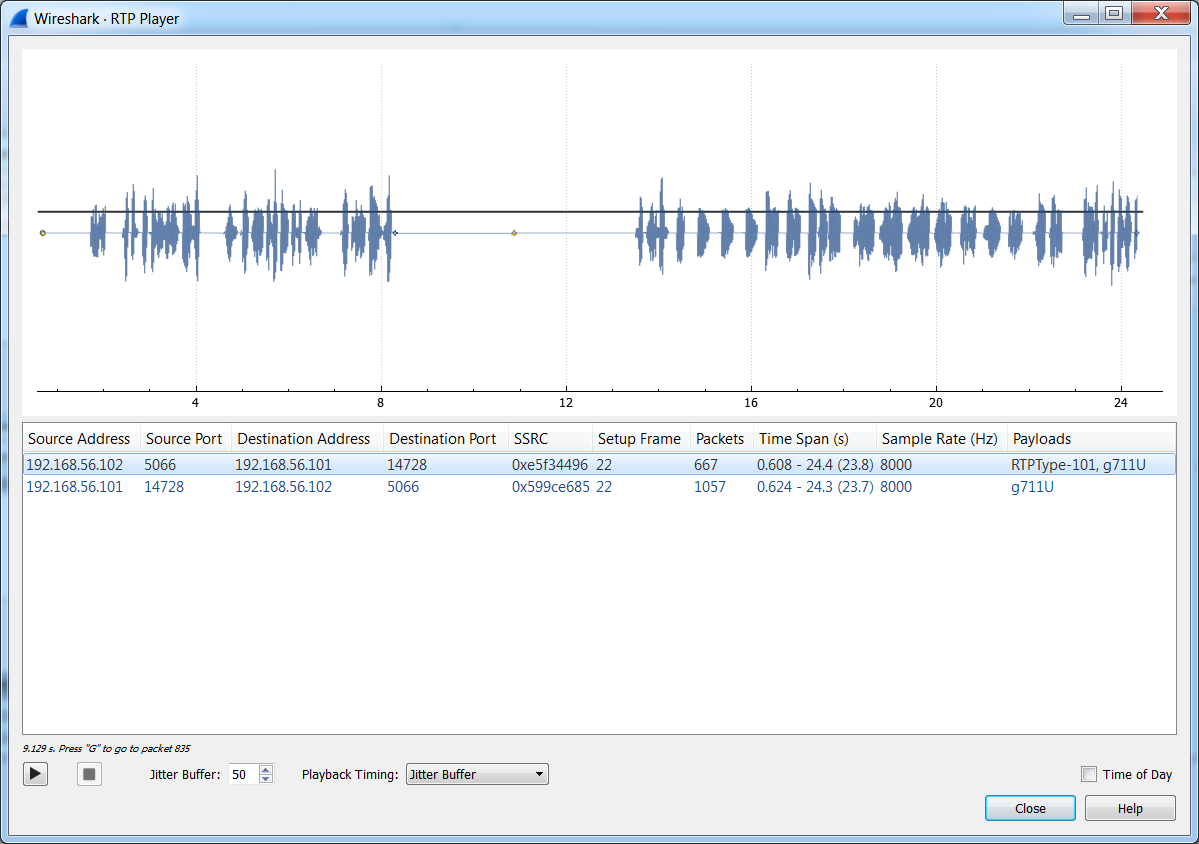 Wireshark · RTP Player
4 8 12 16 20 24
Source Address Source Port Destination Address Destination Port SSRC Setup Frame Packets Time Span (s) Sample Rate (Hz) Payloads
192.168.56.102 5066 192.168.56.101 14728 0xe5f34496 22 667 0.608 - 24.4 (23.8) 8000 RTPType-101, g711U
192.168.56.101 14728 192.168.56.102 5066 0x599ce685 22 1057 0.624 - 24.3 (23.7) 8000 g711U
9.129 s. Press "G" to go to packet 835
Jitter Buffer: 50 Playback Timing: Jitter Buffer Time of Day
Close Help